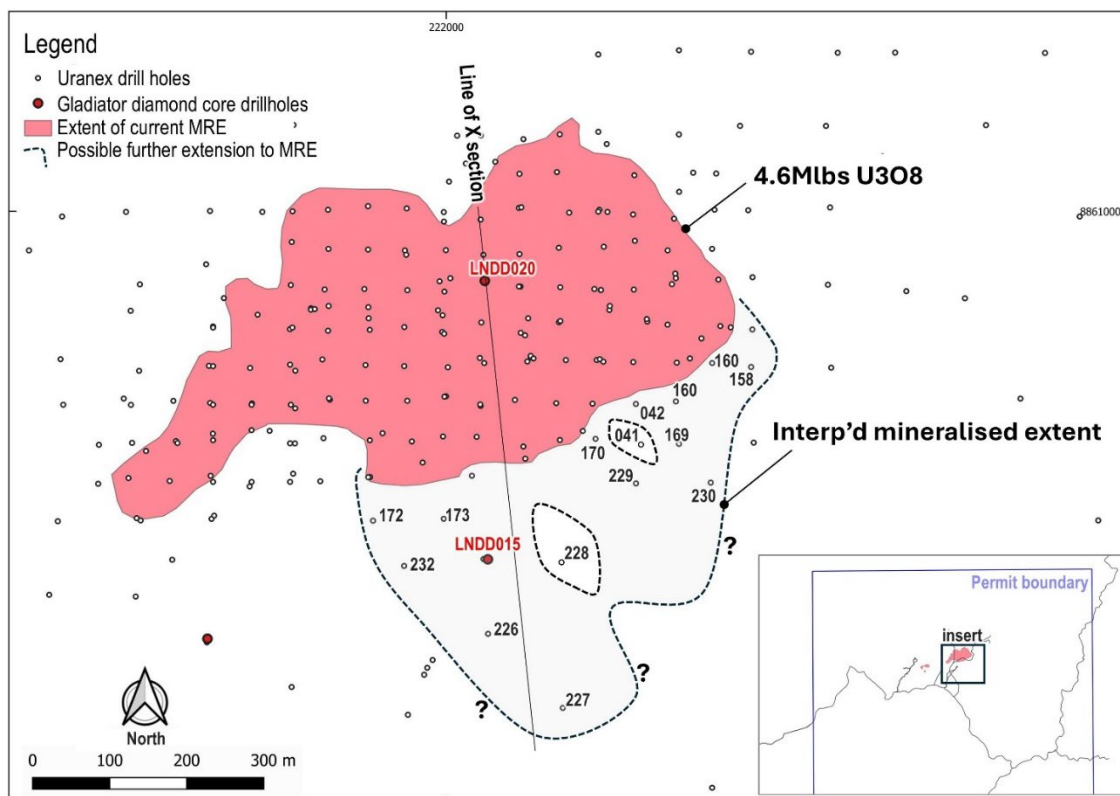 222000
Legend
Uranex drill holes
Gladiator diamond core drillholes
Extent of current MRE
Possible further extension to MRE
Line of X section
4.6Mlbs U3O8
8861000
LNDD020
160
158
160
042
041
169
170
Interp'd mineralised extent
229
230
172
173
?
LNDD015
228
232
Permit boundary
insert
226
?
?
227
North
0 100 200 300 m